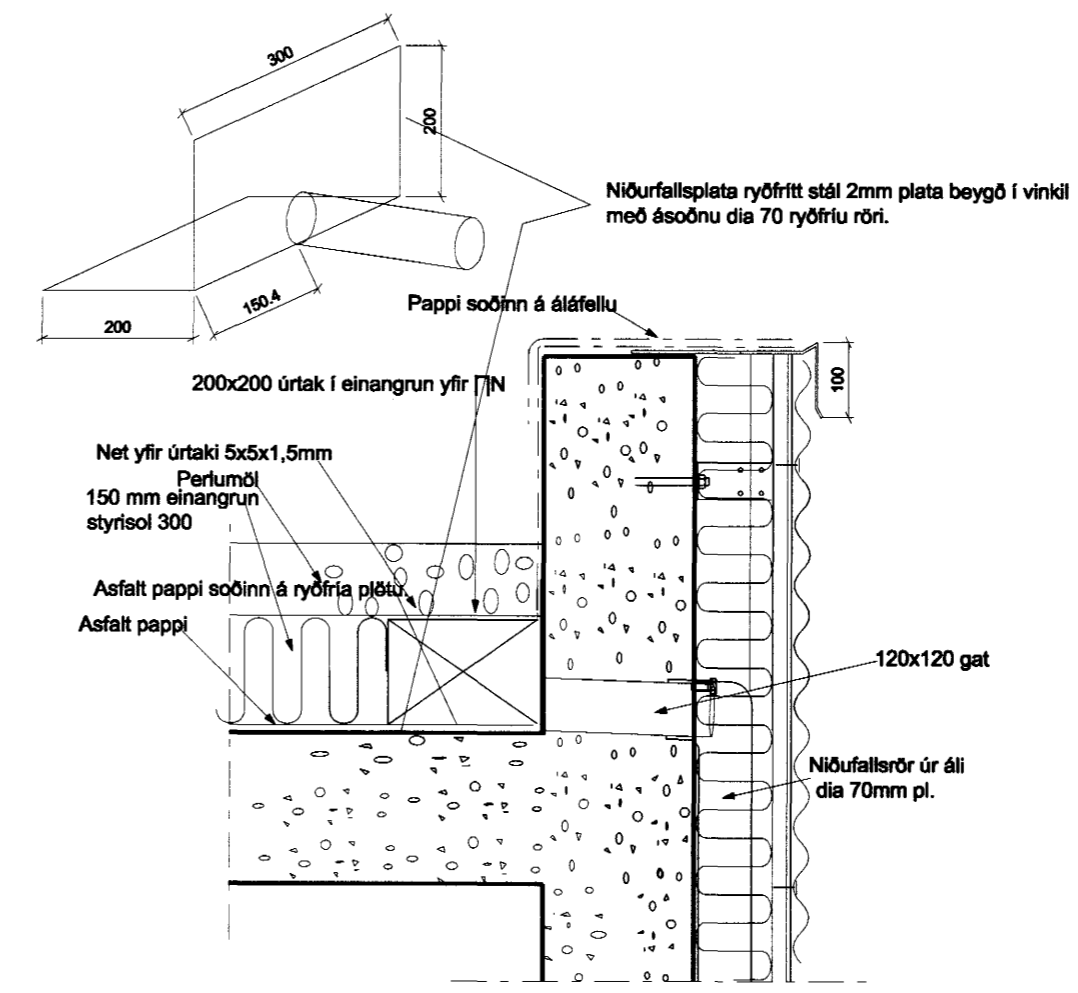 300
200
Niðurfallsplata ryðfrítt stál 2mm plata beygð í vinkil
með ásoðnu dia 70 ryðfríu röri.
150.4
200
Pappi soðinn á áláfellu
100
200x200 úrtak í einangrun yfir
Net yfir úrtaki 5x5x1,5mm
Perlumöl
150 mm einangrun
styrisol 300
Asfalt pappi soðinn á ryðfría plötu.
Asfalt pappi
120x120 gat
Niðufallsrör úr áli
dia 70mm pl.